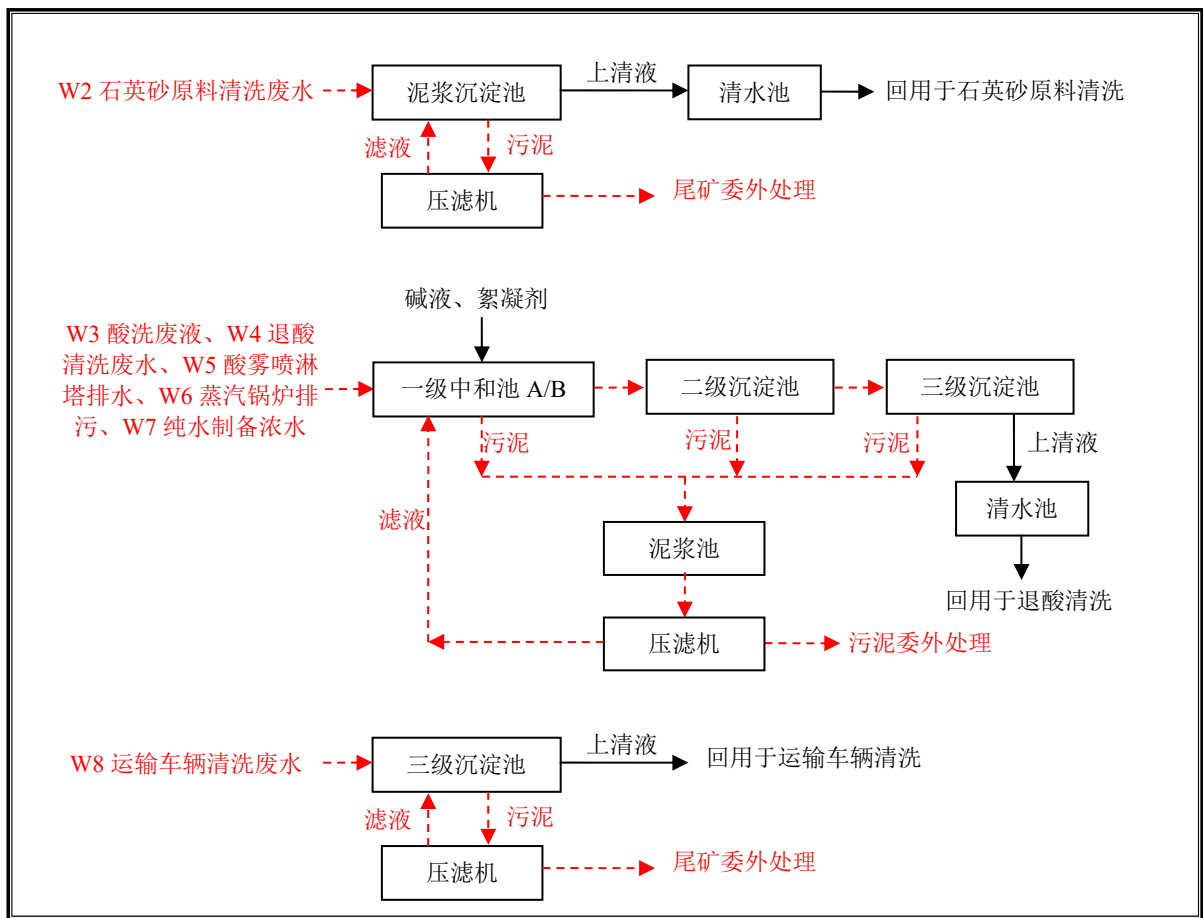 上清液
W2 石英砂原料清洗废水
泥浆沉淀池
清水池
回用于石英砂原料清洗
滤液
污泥
压滤机
尾矿委外处理
碱液、絮凝剂
W3 酸洗废液、W4 退酸
清洗废水、W5 酸雾喷淋
塔排水、W6 蒸汽锅炉排
污、W7 纯水制备浓水
一级中和池 A/B
二级沉淀池
三级沉淀池
污泥
污泥
污泥
上清液
滤液
清水池
泥浆池
回用于退酸清洗
压滤机
污泥委外处理
上清液
W8 运输车辆清洗废水
三级沉淀池
回用于运输车辆清洗
滤液
污泥
压滤机
尾矿委外处理